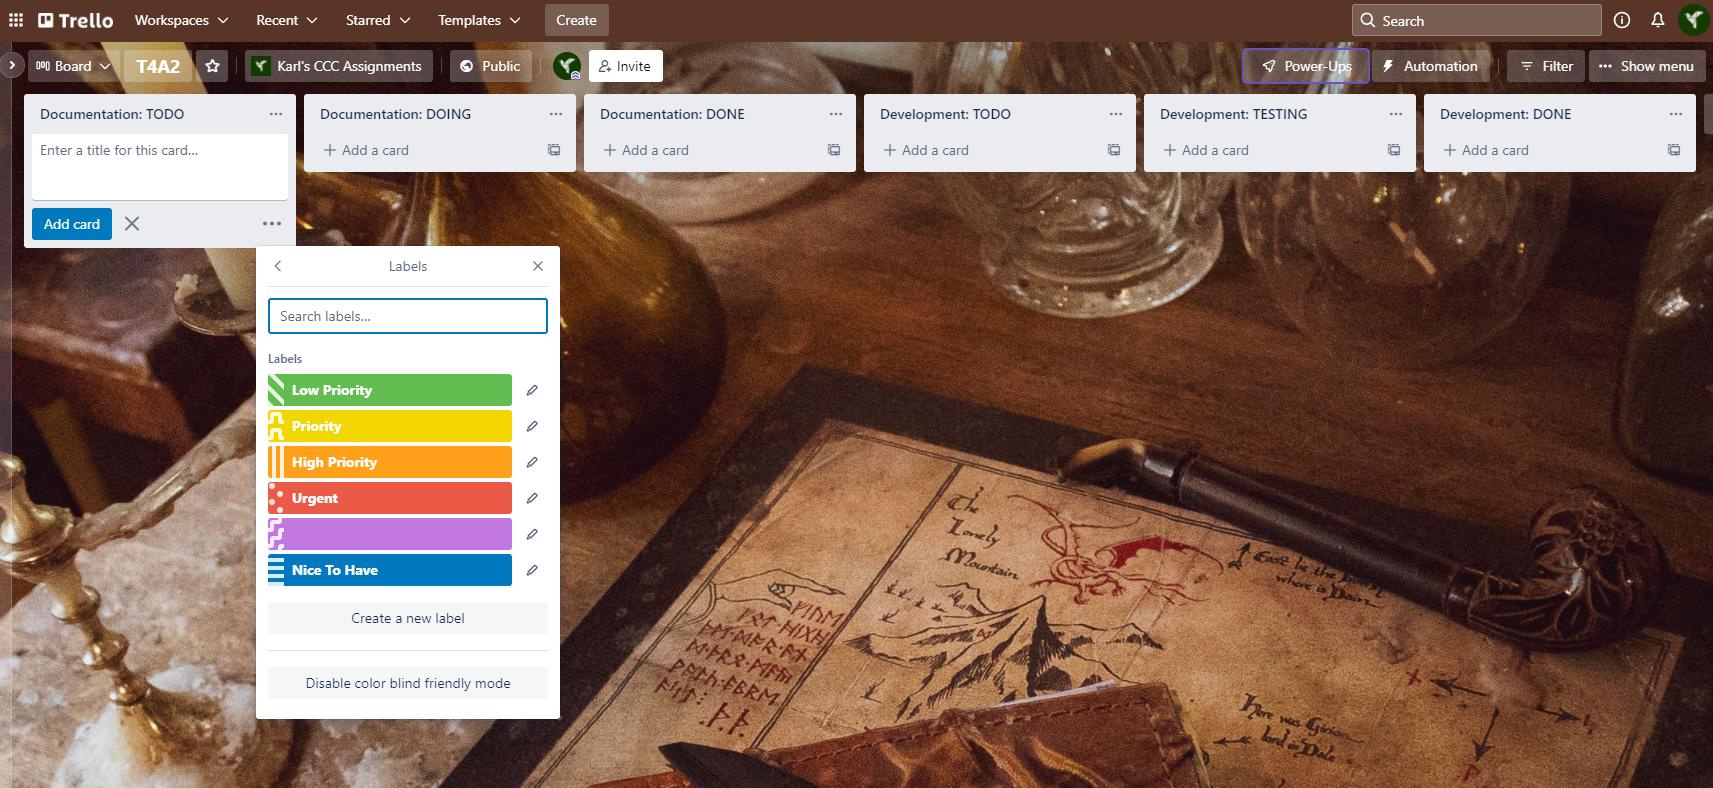 Trello Workspaces Recent Starred Templates Create Search
Board T4A2 Karl's CCC Assignments Public Invite Power-Ups Automation Filter Show menu
Documentation: TODO
Enter a title for this card...
Add card
Documentation: DOING
Add a card
Documentation: DONE
Add a card
Development: TODO
Add a card
Development: TESTING
Add a card
Development: DONE
Add a card
Labels
Search labels...
Labels
Low Priority
Priority
High Priority
Urgent
Nice To Have
Create a new label
Disable color blind friendly mode
The
Lonely
Mountain
East lie the
where is Dain
Here was Girion
lord in Dale